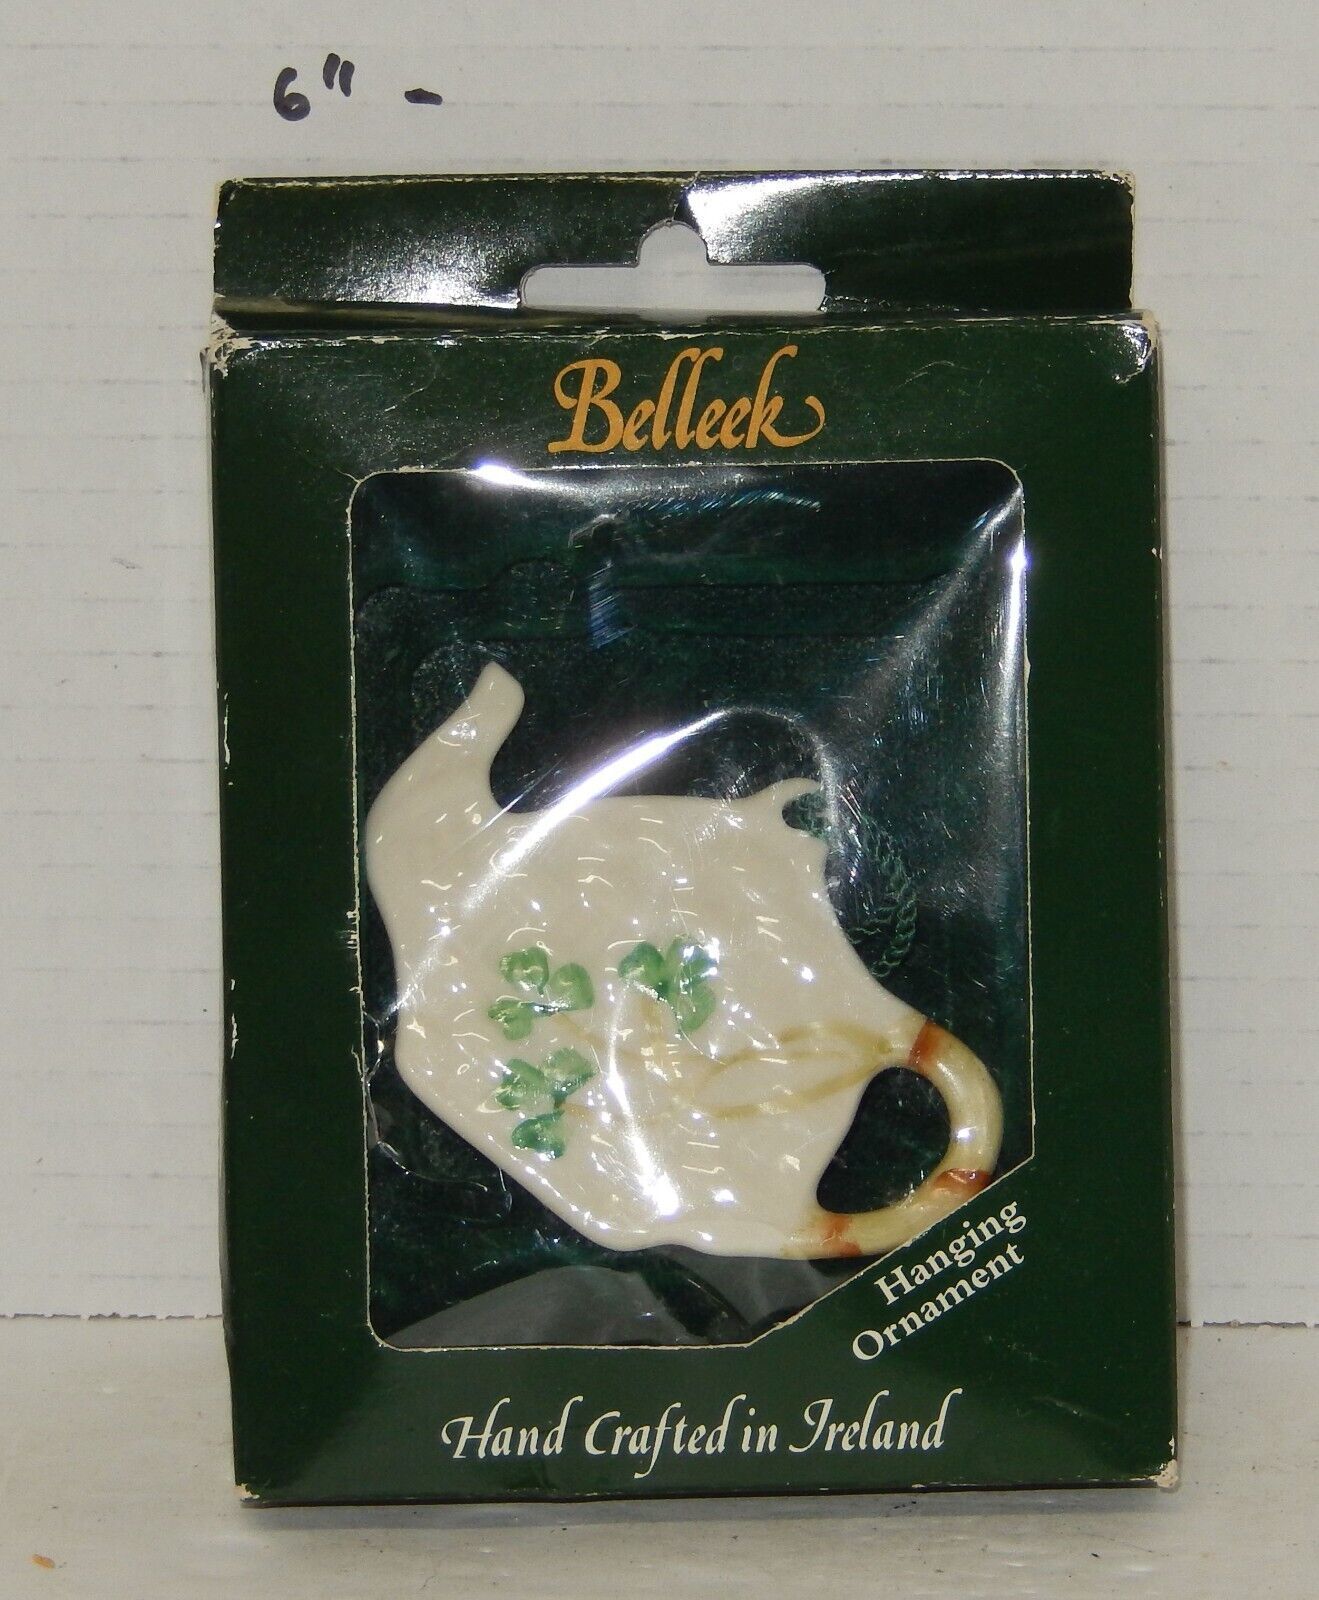 6" -
Belleek
Hanging
Ornament
Hand Crafted in Ireland